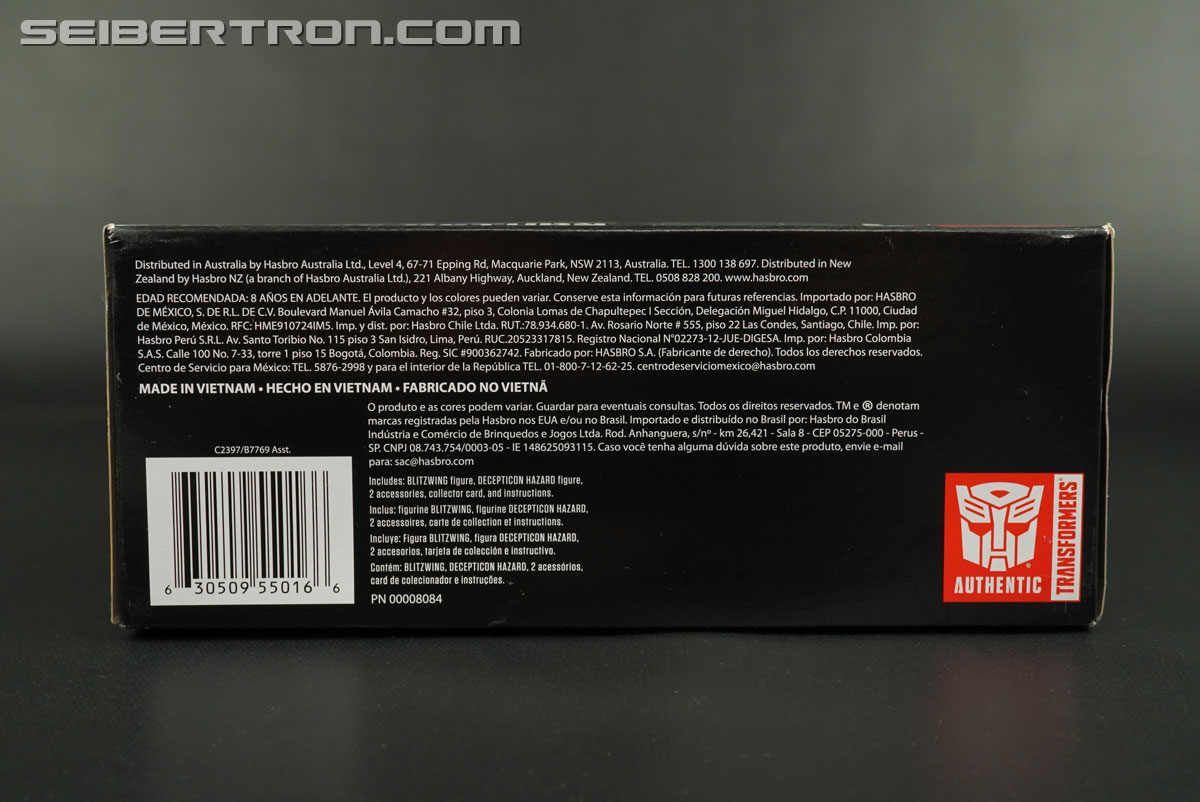 SEIBERTRON.com
Distributed in Australia by Hasbro Australia Ltd., Level 4, 67-71 Epping Rd, Macquarie Park, NSW 2113, Australia. TEL. 1300 138 697. Distributed in New
Zealand by Hasbro NZ (a branch of Hasbro Australia Ltd.), 221 Albany Highway, Auckland, New Zealand. TEL. 0508 828 200. www.hasbro.com
EDAD RECOMENDADA: 8 AÑOS EN ADELANTE. El producto y los colores pueden variar. Conserve esta información para futuras referencias. Importado por: HASBRO
DE MÉXICO, S. DE R.L. DE C.V. Boulevard Manuel Ávila Camacho #32, piso 3, Colonia Lomas de Chapultepec I Sección, Delegación Miguel Hidalgo, C.P. 11000, Ciudad
de México, México. RFC: HME910724IM5. Imp. y dist. por: Hasbro Chile Ltda. RUT.:78.934.680-1. Av. Rosario Norte # 555, piso 22 Las Condes, Santiago, Chile. Imp. por:
Hasbro Perú S.R.L. Av. Santo Toribio No. 115 piso 3 San Isidro, Lima, Perú. RUC.20523317815. Registro Nacional N°02273-12-JUE-DIGESA. Imp. por: Hasbro Colombia
S.A.S. Calle 100 No. 7-33, torre 1 piso 15 Bogotá, Colombia. Reg. SIC #900362742. Fabricado por: HASBRO S.A. (Fabricante de derecho). Todos los derechos reservados.
Centro de Servicio para México: TEL. 5876-2998 y para el interior de la República TEL. 01-800-7-12-62-25. centrodeserviciomexico@hasbro.com
MADE IN VIETNAM • HECHO EN VIETNAM • FABRICADO NO VIETNÃ
O produto e as cores podem variar. Guardar para eventuais consultas. Todos os direitos reservados. TM e ® denotam
marcas registradas pela Hasbro nos EUA e/ou no Brasil. Importado e distribuído no Brasil por: Hasbro do Brasil
Indústria e Comércio de Brinquedos e Jogos Ltda. Rod. Anhanguera, s/nº - km 26,421 - Sala 8 - CEP 05275-000 - Perus -
SP. CNPJ 08.743.754/0003-05 - IE 148625093115. Caso você tenha alguma dúvida sobre este produto, envie e-mail
para: sac@hasbro.com
C2397/B7769 Asst.
6 30509 55016 6
Includes: BLITZWING figure, DECEPTICON HAZARD figure,
2 accessories, collector card, and instructions.
Inclus: figurine BLITZWING, figurine DECEPTICON HAZARD,
2 accessoires, carte de collection et instructions.
Incluye: Figura BLITZWING, figura DECEPTICON HAZARD,
2 accesorios, tarjeta de colección e instructivo.
Contém: BLITZWING, DECEPTICON HAZARD, 2 acessórios,
card de colecionador e instruções.
PN 00008084
AUTHENTIC
TRANSFORMERS